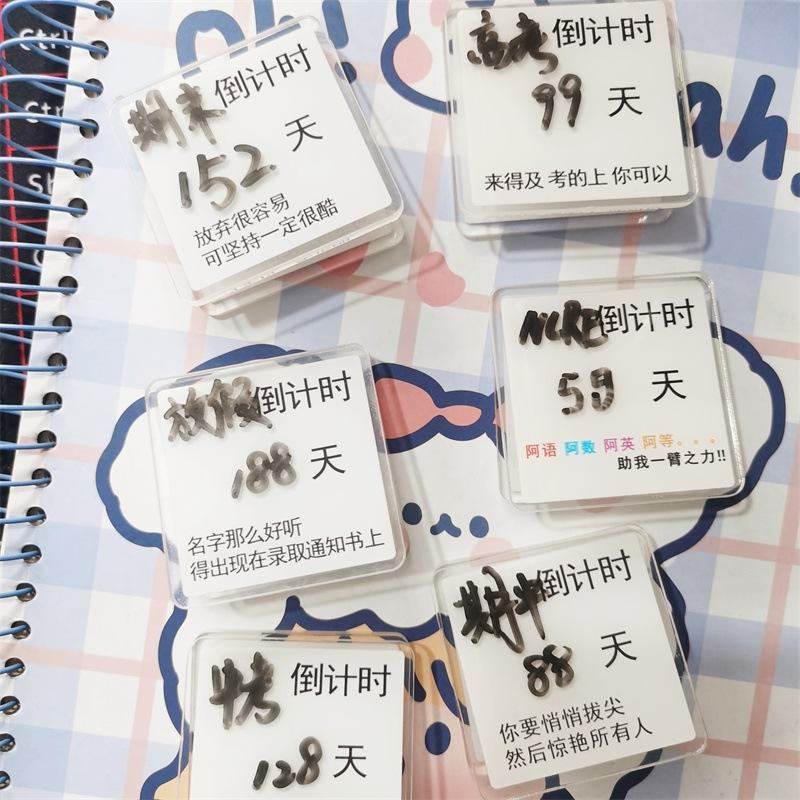 期末 倒计时
152 天
放弃很容易
可坚持一定很酷
高考 倒计时
99 天
来得及 考的上 你可以
放假 倒计时
188 天
名字那么好听
得出现在录取通知书上
NCRE 倒计时
天
阿语 阿数 阿英 阿等。。。
助我一臂之力!!
中考 倒计时
128 天
期中 倒计时
88 天
你要悄悄拔尖
然后惊艳所有人
Ctrl
ah!